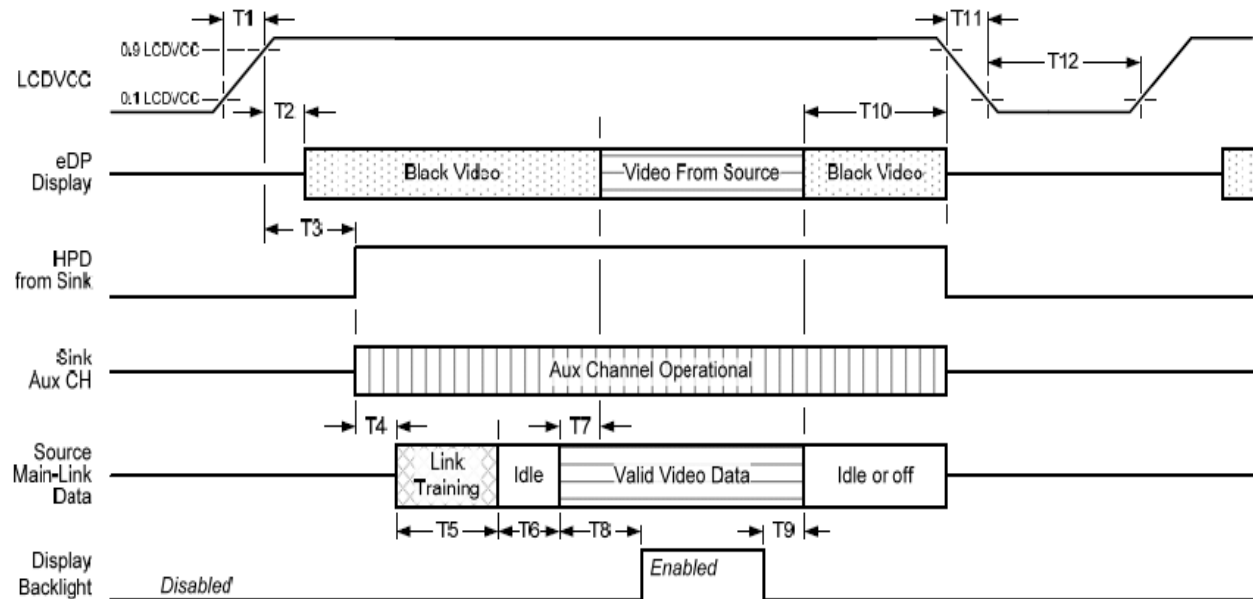 T1
T11
0.9 LCDVCC
LCDVCC
T12
0.1 LCDVCC
T2
T10
eDP
Display
Black Video
Video From Source
Black Video
T3
HPD
from Sink
Sink
Aux CH
Aux Channel Operational
T4
T7
Source
Main-Link
Data
Link
Training
Idle
Valid Video Data
Idle or off
T5
T6
T8
T9
Display
Backlight
Disabled
Enabled